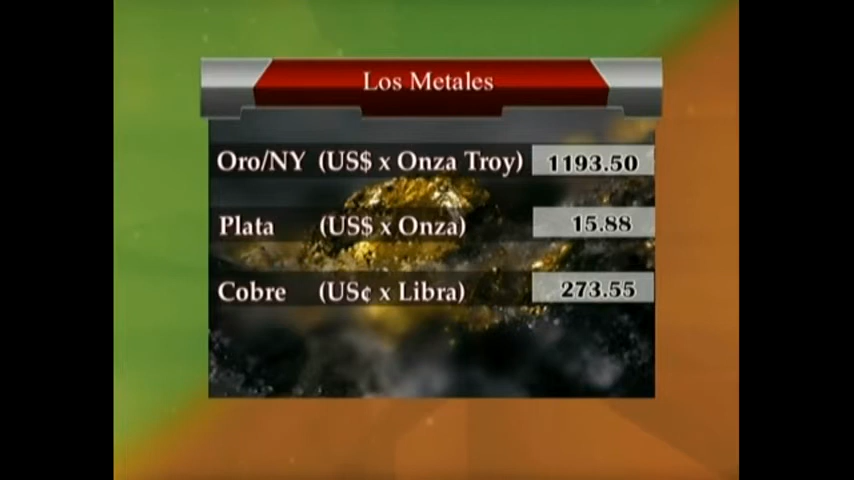 Los Metales
Oro/NY (US$ x Onza Troy) 1193.50
Plata (US$ x Onza) 15.88
Cobre (US¢ x Libra) 273.55